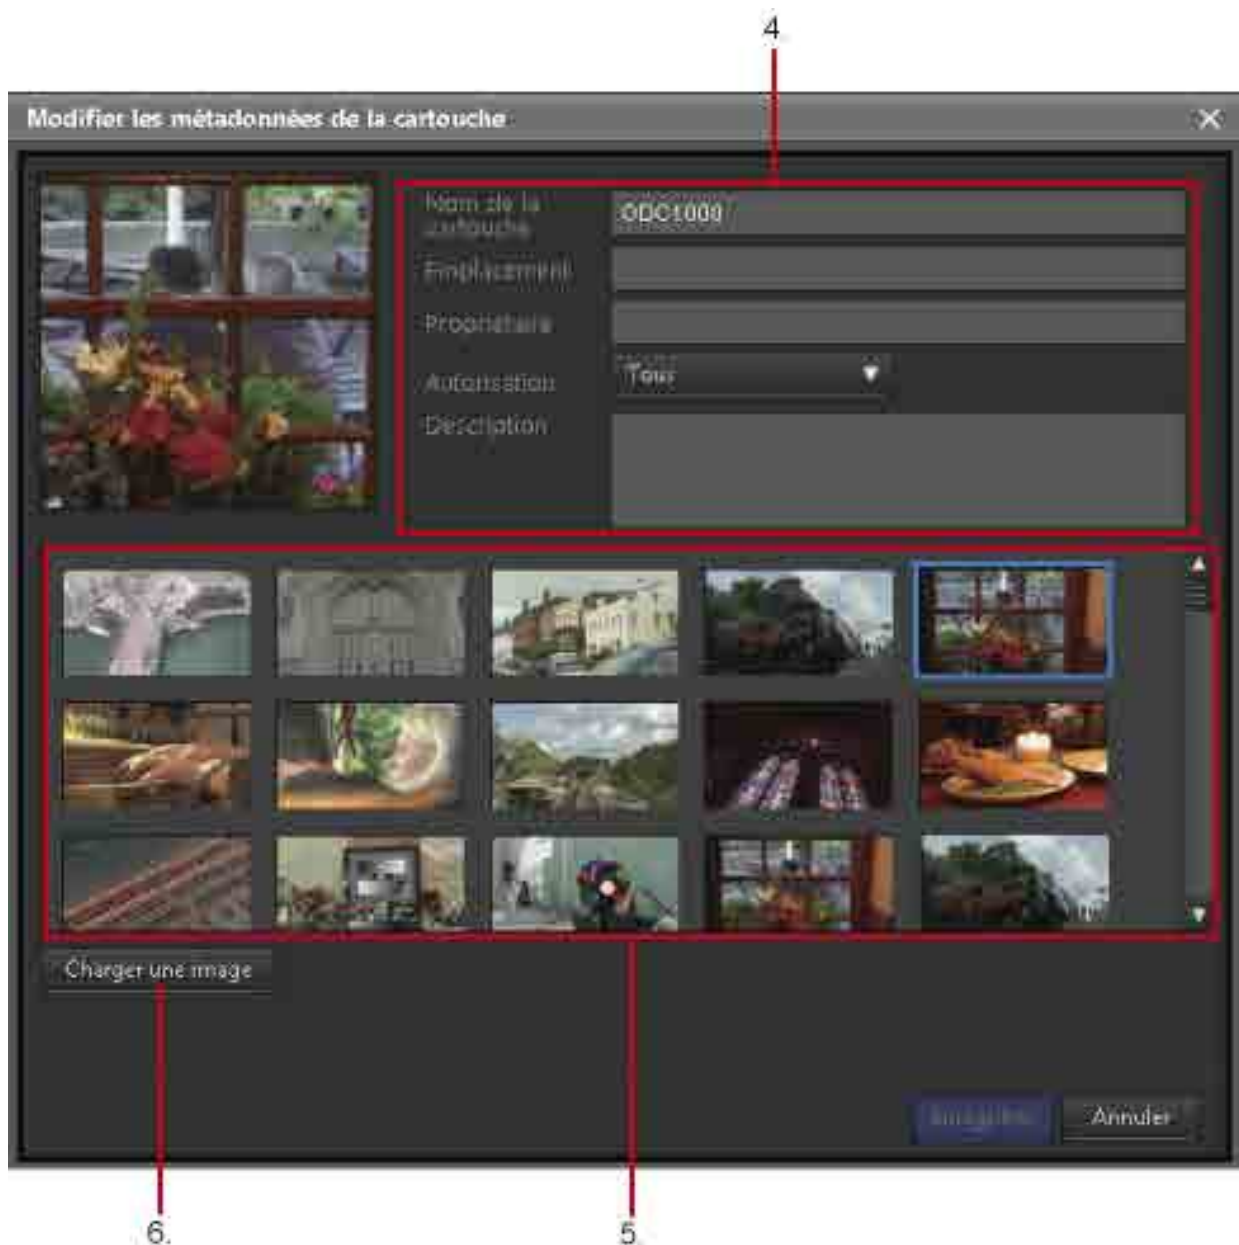 4.
Modifier les métadonnées de la cartouche
Nom de la
cartouche
ODC1000
Emplacement
Propriétaire
Autorisation
Tous
Description
Charger une image
Enregistrer
Annuler
6.
5.